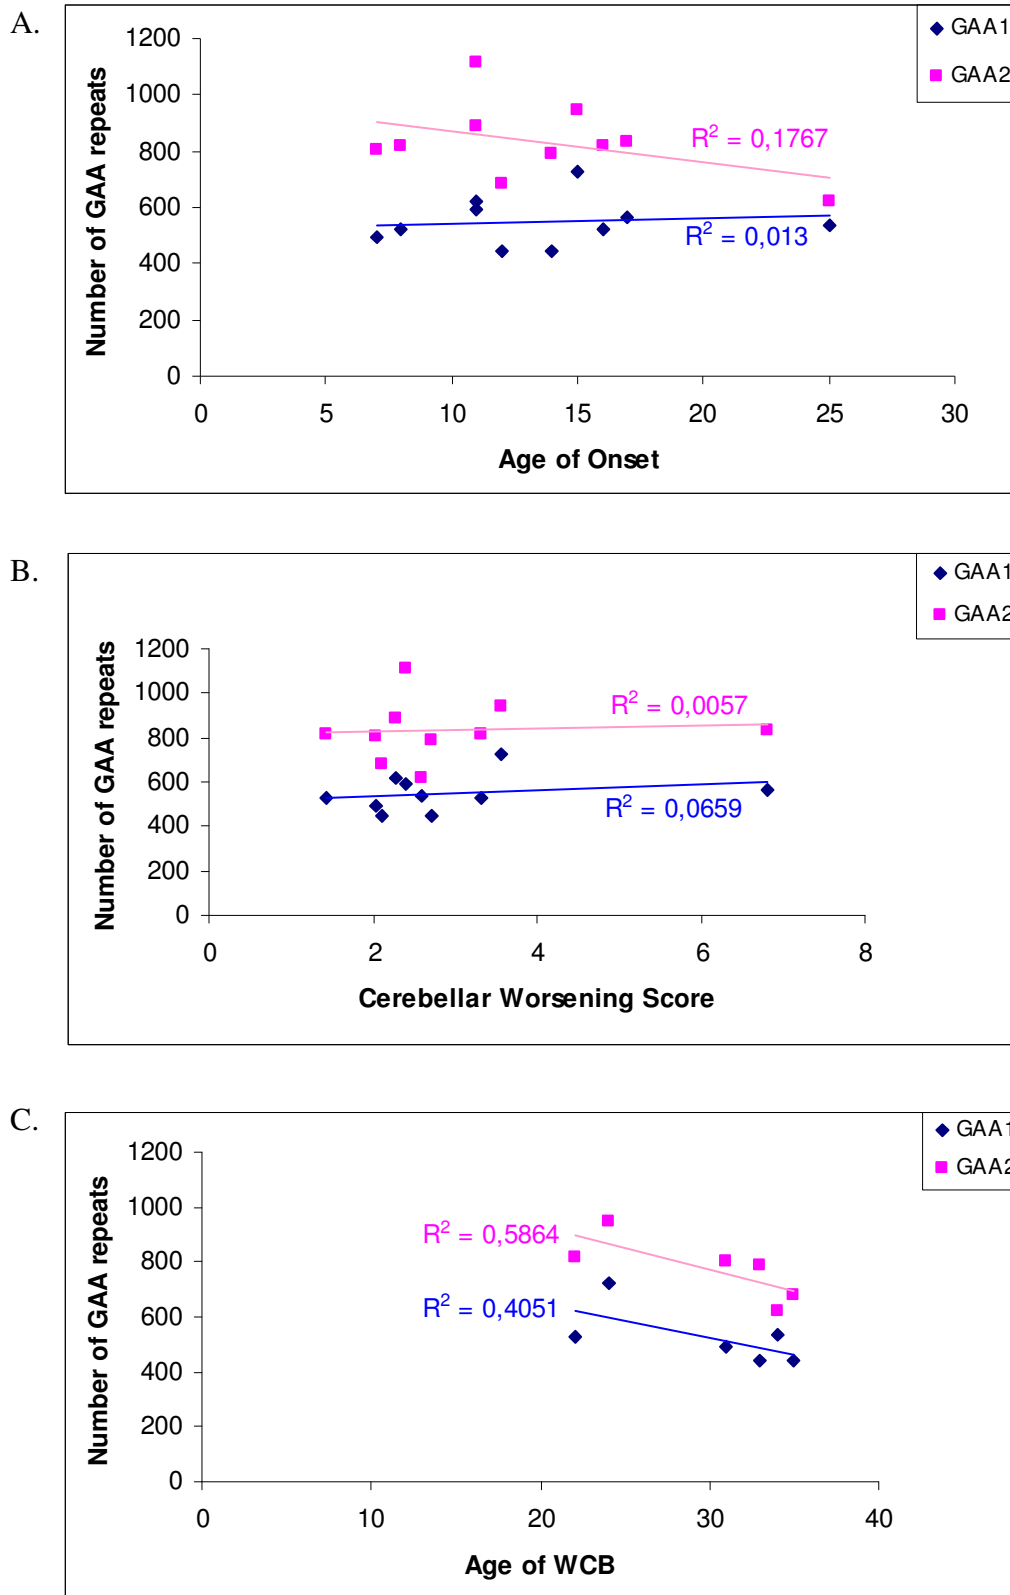 A.
GAA1
GAA2
1200
1000
800
600
400
200
0
Number of GAA repeats
R² = 0,1767
R² = 0,013
0 5 10 15 20 25 30
Age of Onset
B.
GAA1
GAA2
1200
1000
800
600
400
200
0
Number of GAA repeats
R² = 0,0057
R² = 0,0659
0 2 4 6 8
Cerebellar Worsening Score
C.
GAA1
GAA2
1200
1000
800
600
400
200
0
Number of GAA repeats
R² = 0,5864
R² = 0,4051
0 10 20 30 40
Age of WCB